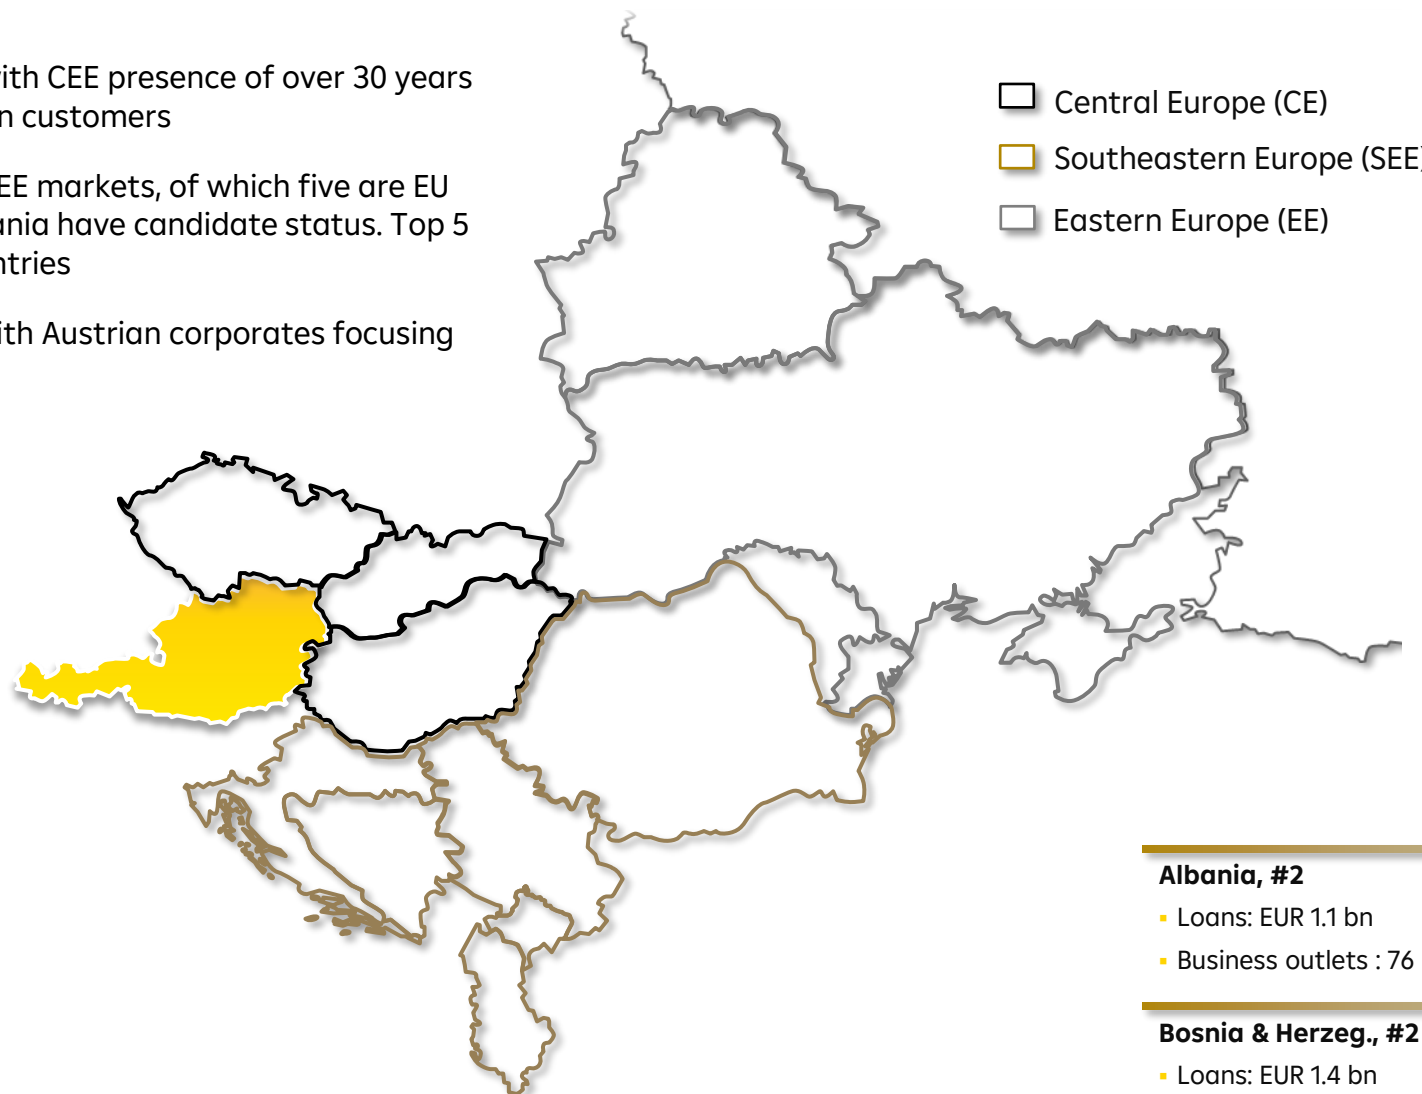 with CEE presence of over 30 years
n customers
EE markets, of which five are EU
ania have candidate status. Top 5
ntries
ith Austrian corporates focusing
Central Europe (CE)
Southeastern Europe (SEE)
Eastern Europe (EE)
Albania, #2
▪ Loans: EUR 1.1 bn
▪ Business outlets : 76
Bosnia & Herzeg., #2
▪ Loans: EUR 1.4 bn